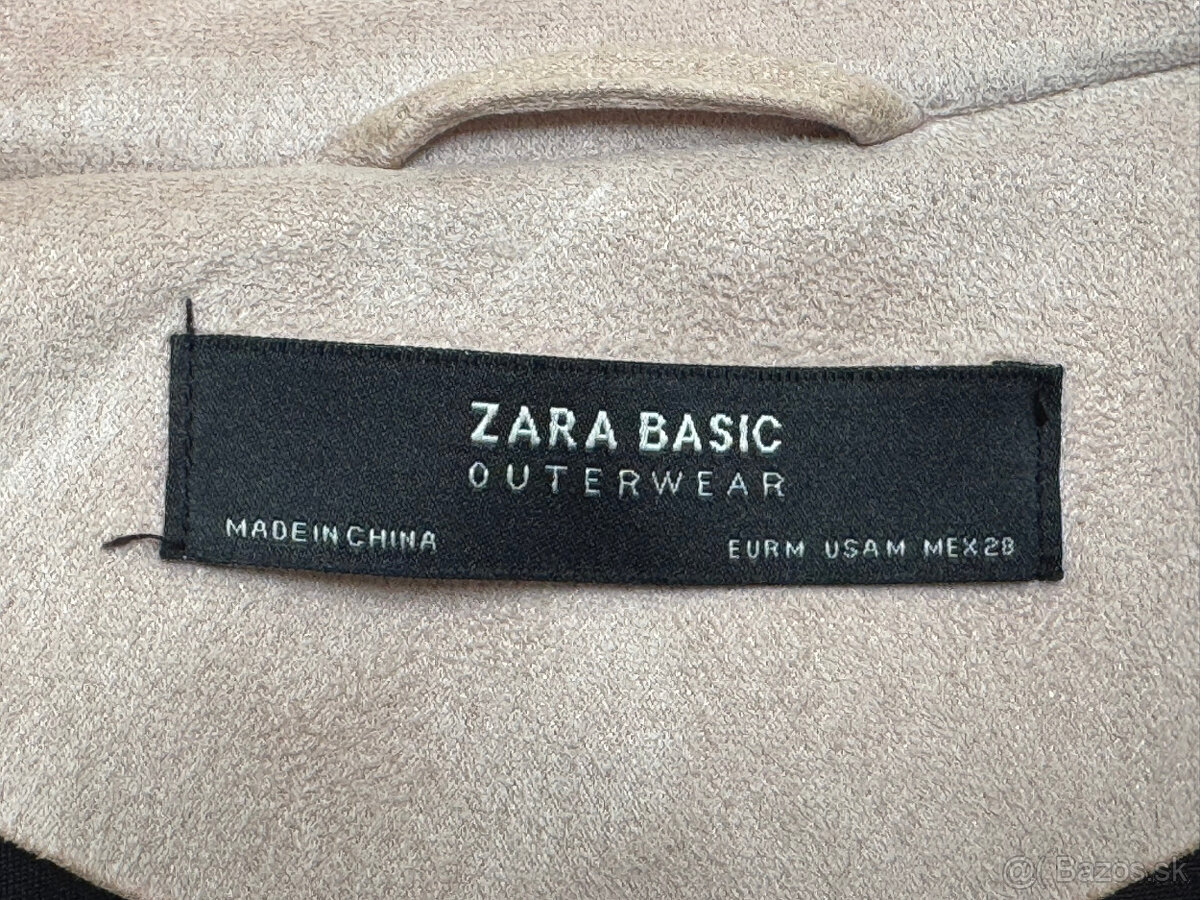 ZARA BASIC
OUTERWEAR
MADE IN CHINA
EUR M USA M MEX 28
@ Bazos.sk